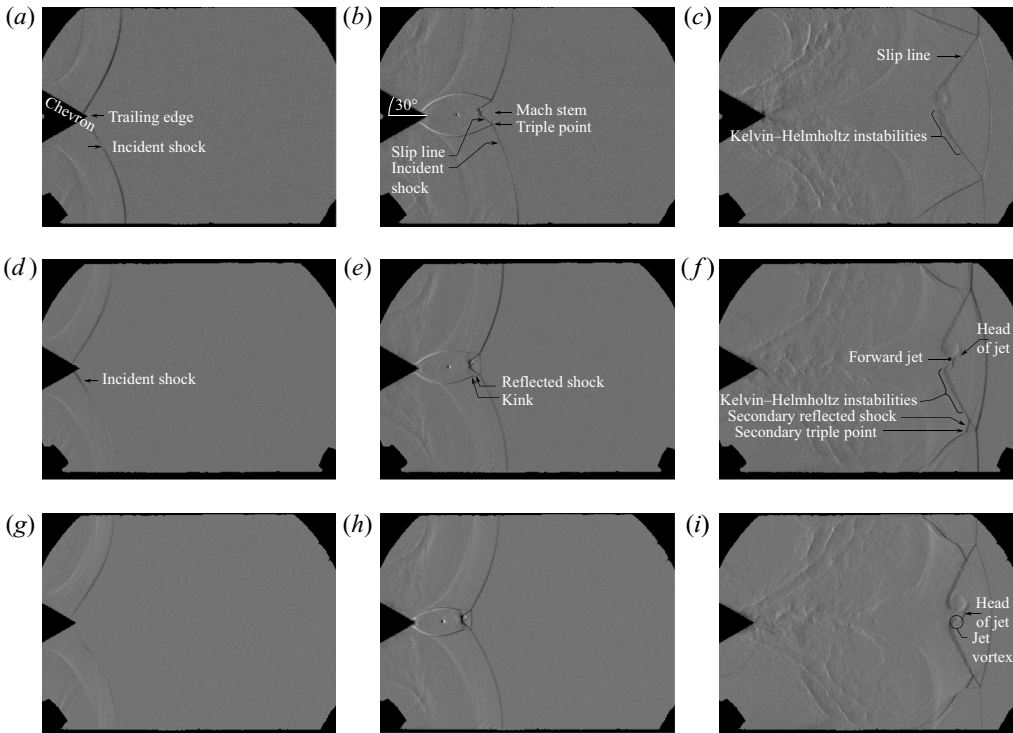 (a)
Chevron
Trailing edge
Incident shock
(b)
30°
Mach stem
Triple point
Slip line
Incident
shock
(c)
Slip line
Kelvin–Helmholtz instabilities
(d)
Incident shock
(e)
Reflected shock
Kink
(f)
Head
of jet
Forward jet
Kelvin–Helmholtz instabilities
Secondary reflected shock
Secondary triple point
(g)
(h)
(i)
Head
of jet
Jet
vortex